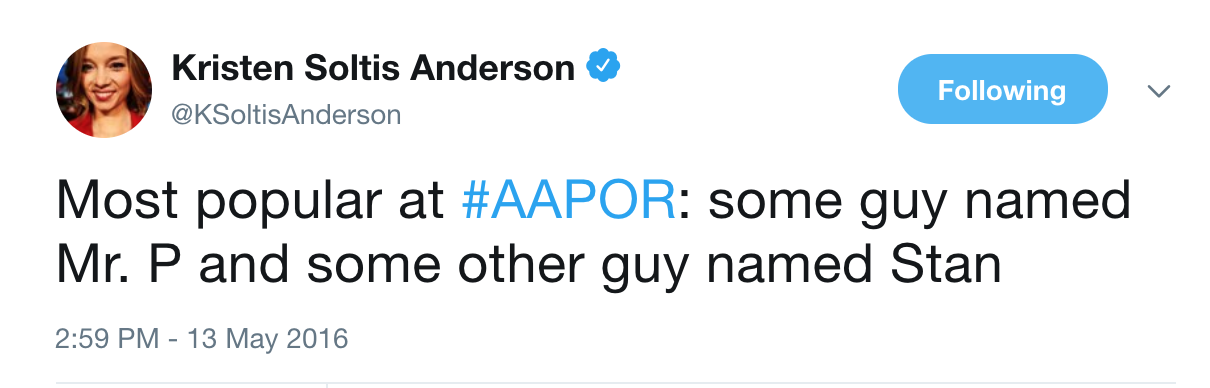 Kristen Soltis Anderson
@KSoltisAnderson
Following
Most popular at #AAPOR: some guy named
Mr. P and some other guy named Stan
2:59 PM - 13 May 2016